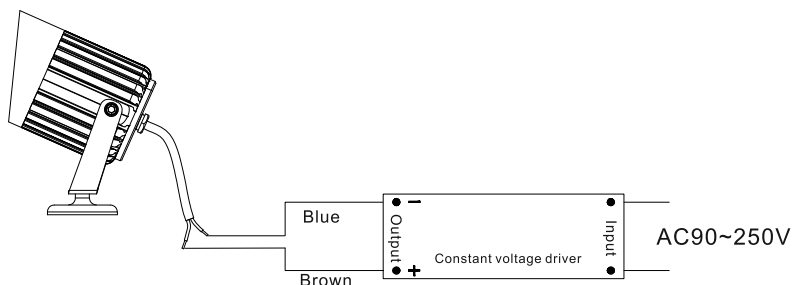 Blue
Brown
−
+
Output
Constant voltage driver
Input
AC90~250V